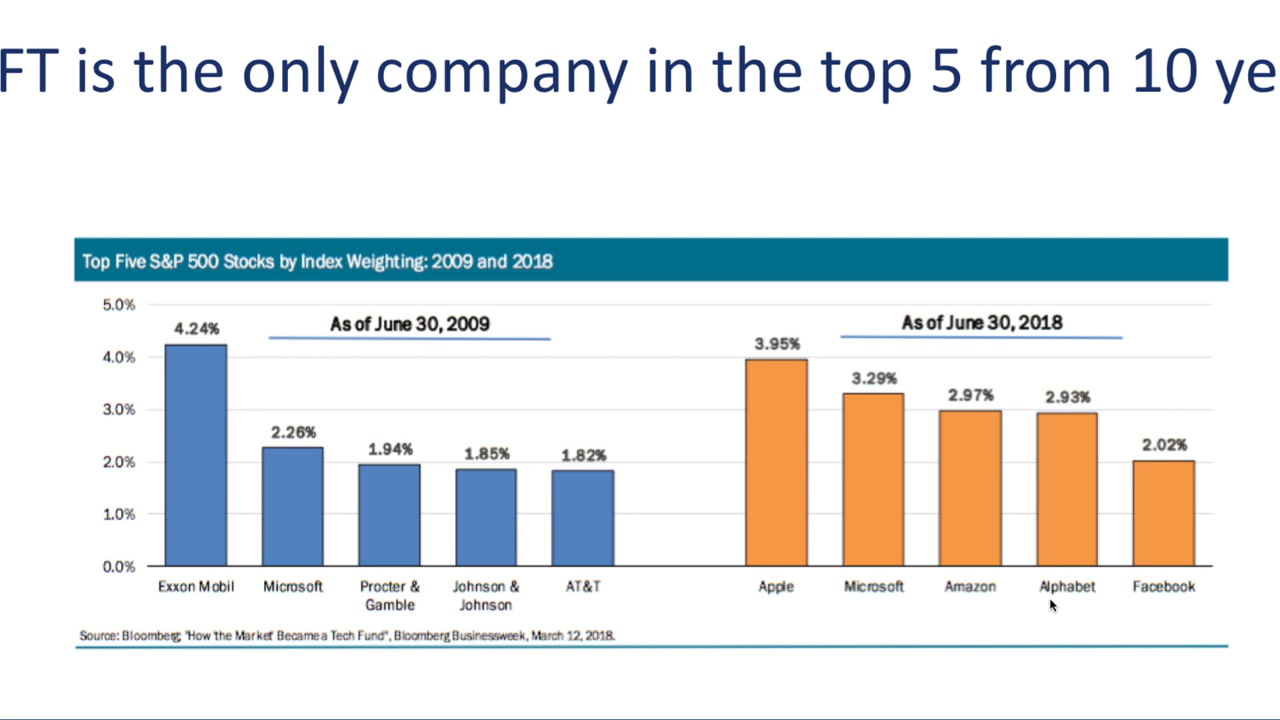 FT is the only company in the top 5 from 10 ye
Top Five S&P 500 Stocks by Index Weighting: 2009 and 2018
5.0%
4.0%
3.0%
2.0%
1.0%
0.0%
As of June 30, 2009
4.24%
2.26%
1.94%
1.85%
1.82%
Exxon Mobil
Microsoft
Procter &
Gamble
Johnson &
Johnson
AT&T
As of June 30, 2018
3.95%
3.29%
2.97%
2.93%
2.02%
Apple
Microsoft
Amazon
Alphabet
Facebook
Source: Bloomberg; "How the Market Became a Tech Fund", Bloomberg Businessweek, March 12, 2018.